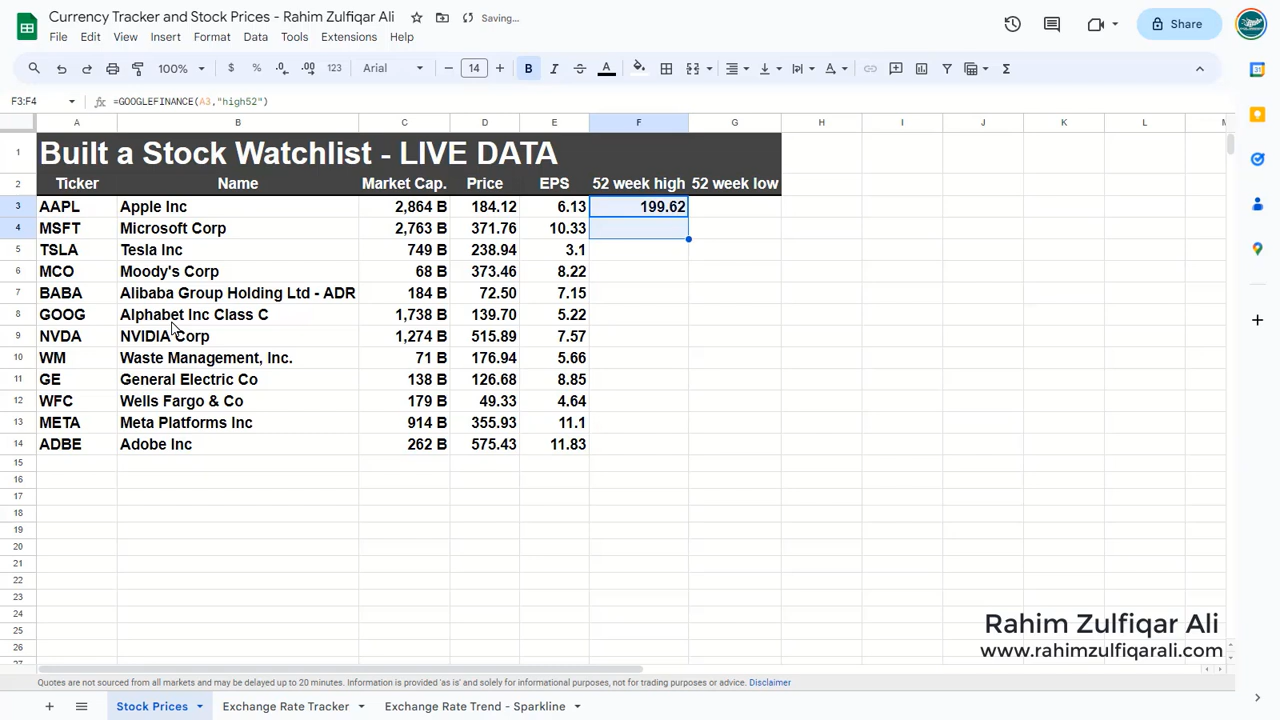 Currency Tracker and Stock Prices - Rahim Zulfiqar Ali
Saving…
File Edit View Insert Format Data Tools Extensions Help
Share
100% $ % .0 .00 123 Arial 14 B I A
F3:F4 fx =GOOGLEFINANCE(A3,"high52")
A B C D E F G H I J K L M
1 Built a Stock Watchlist - LIVE DATA
2 Ticker Name Market Cap. Price EPS 52 week high 52 week low
3 AAPL Apple Inc 2,864 B 184.12 6.13 199.62
4 MSFT Microsoft Corp 2,763 B 371.76 10.33
5 TSLA Tesla Inc 749 B 238.94 3.1
6 MCO Moody's Corp 68 B 373.46 8.22
7 BABA Alibaba Group Holding Ltd - ADR 184 B 72.50 7.15
8 GOOG Alphabet Inc Class C 1,738 B 139.70 5.22
9 NVDA NVIDIA Corp 1,274 B 515.89 7.57
10 WM Waste Management, Inc. 71 B 176.94 5.66
11 GE General Electric Co 138 B 126.68 8.85
12 WFC Wells Fargo & Co 179 B 49.33 4.64
13 META Meta Platforms Inc 914 B 355.93 11.1
14 ADBE Adobe Inc 262 B 575.43 11.83
15
16
17
18
19
20
21
22
23
24
25
26
27
Rahim Zulfiqar Ali
www.rahimzulfiqarali.com
Quotes are not sourced from all markets and may be delayed up to 20 minutes. Information is provided 'as is' and solely for informational purposes, not for trading purposes or advice. Disclaimer
Stock Prices Exchange Rate Tracker Exchange Rate Trend - Sparkline